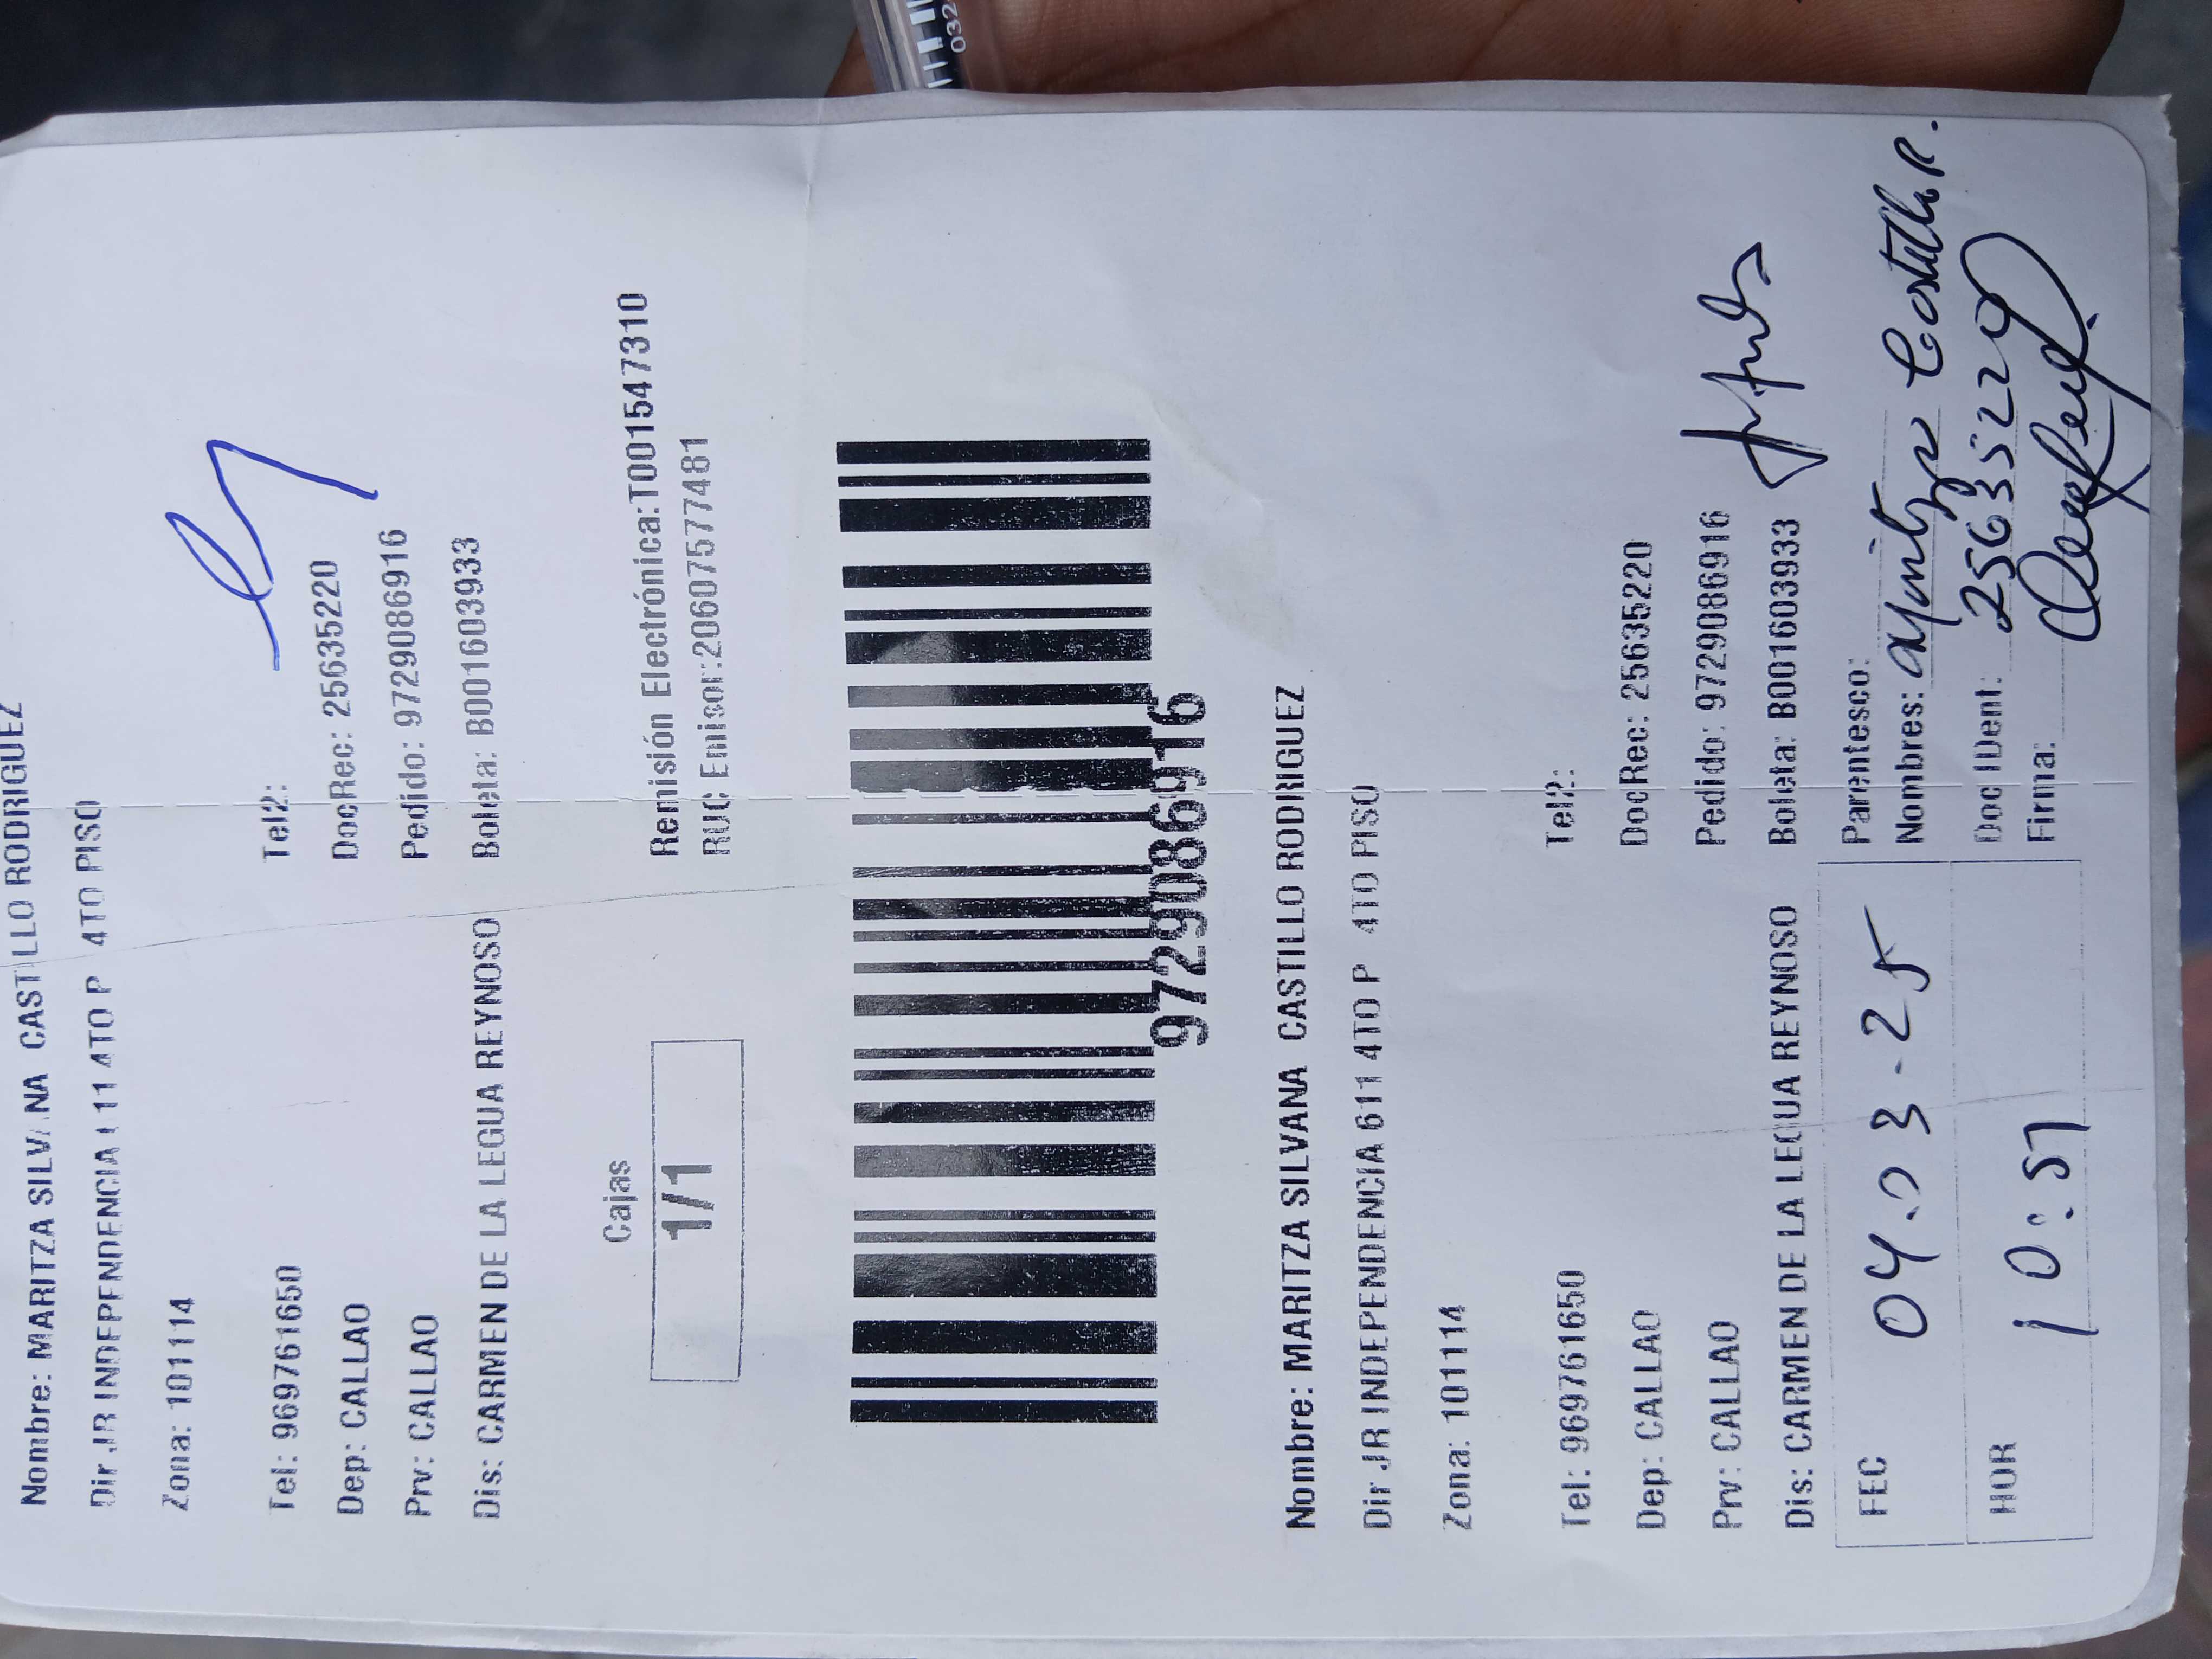 032
Nombre: MARITZA SILVANA CASTILLO RODRIGUEZ
Dir JR INDEPENDENCIA 611 4TO P 4TO PISO
Zona: 101114
Tel: 969761650 Tel2:
Dep: CALLAO DocRec: 25635220
Prv: CALLAO Pedido: 9729086916
Dis: CARMEN DE LA LEGUA REYNOSO Boleta: B001603933
Cajas
1/1
Remisión Electrónica:T001547310
RUC Emisor:20607577481
9729086916
Nombre: MARITZA SILVANA CASTILLO RODRIGUEZ
Dir JR INDEPENDENCIA 611 4TO P 4TO PISO
Zona: 101114
Tel: 969761650 Tel2:
Dep: CALLAO DocRec: 25635220
Prv: CALLAO Pedido: 9729086916
Dis: CARMEN DE LA LEGUA REYNOSO Boleta: B001603933
FEC 04.03-25
HOR 10:57
Parentesco:
Nombres: Castillo R.
Doc IDent: 25635220
Firma: